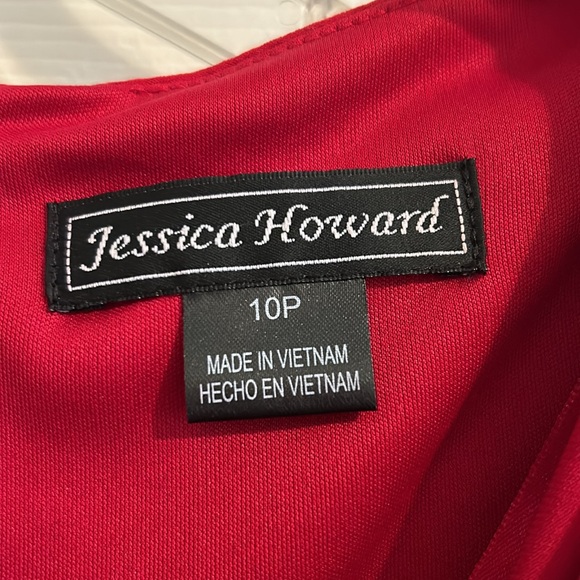 Jessica Howard
10P
MADE IN VIETNAM
HECHO EN VIETNAM